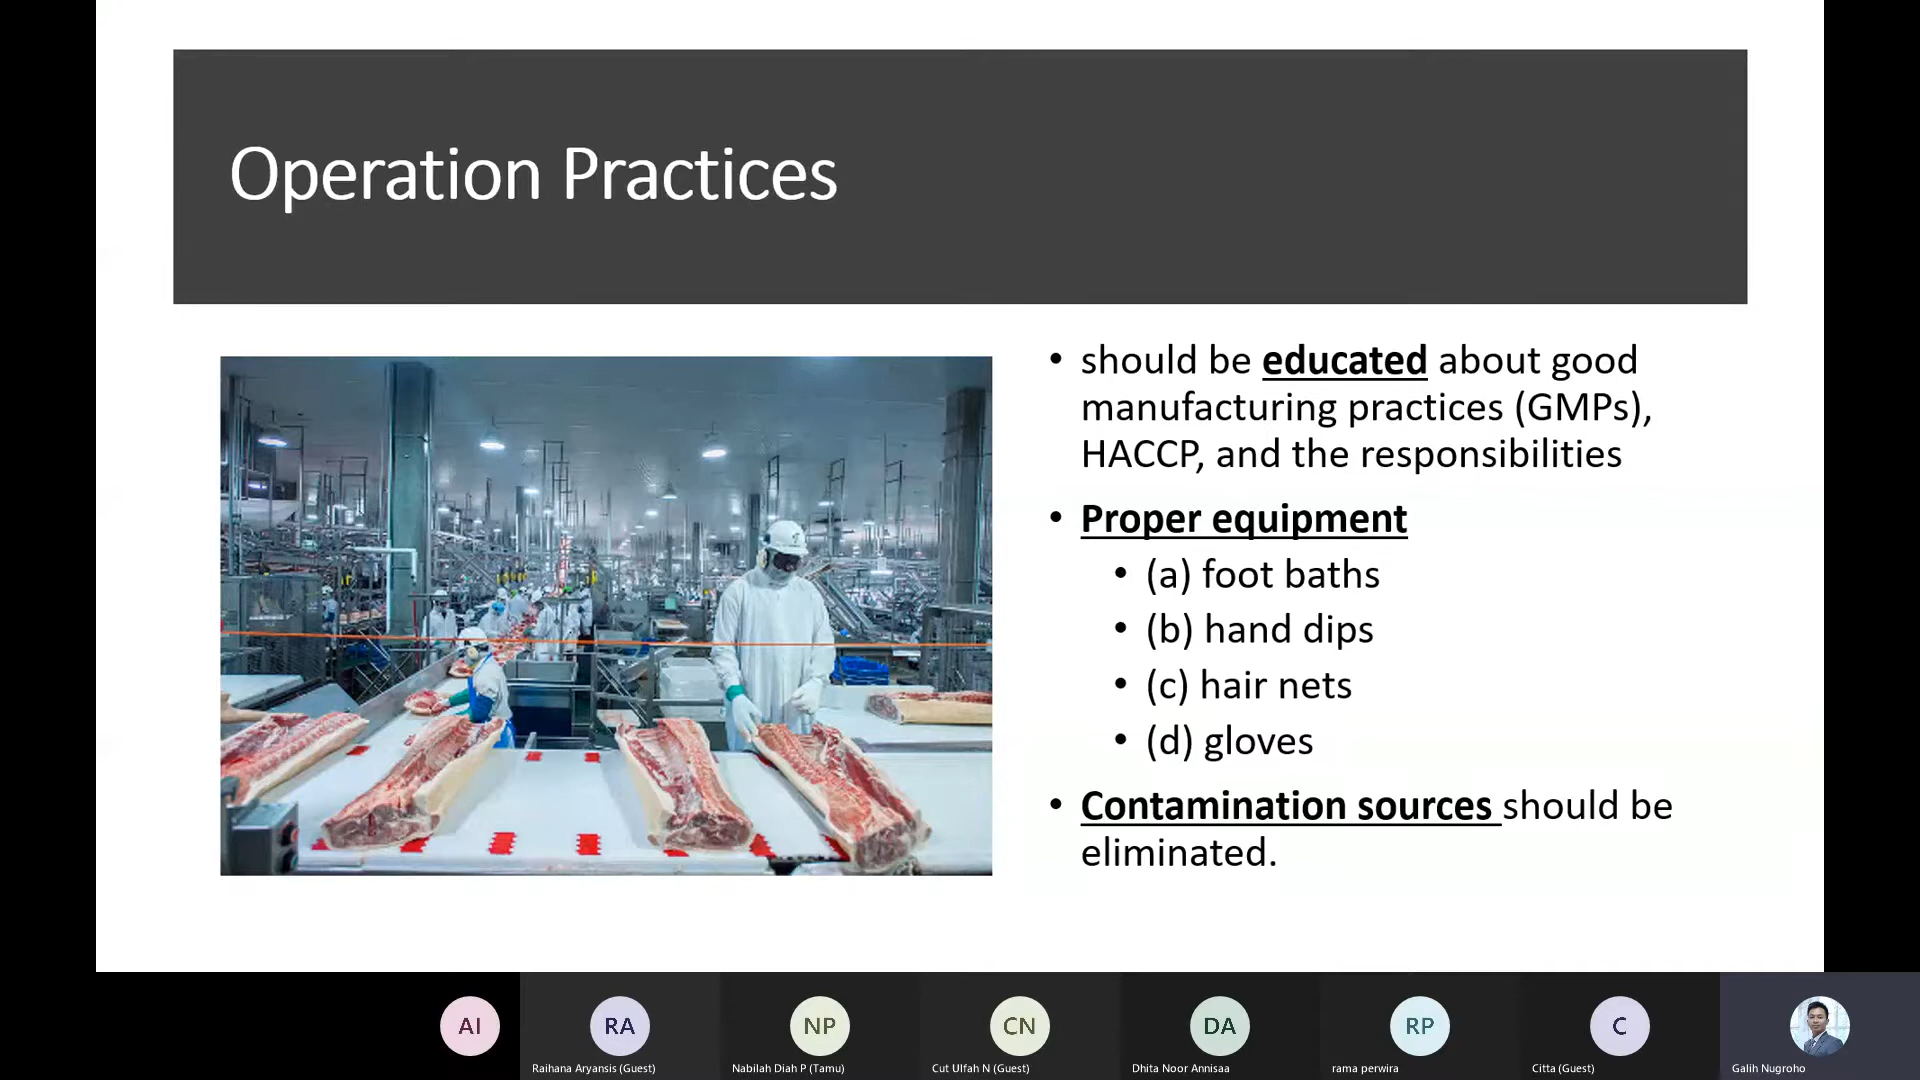 Operation Practices
• should be educated about good
manufacturing practices (GMPs),
HACCP, and the responsibilities
• Proper equipment
• (a) foot baths
• (b) hand dips
• (c) hair nets
• (d) gloves
• Contamination sources should be
eliminated.
AI
RA
NP
CN
DA
RP
C
Raihana Aryansis (Guest)
Nabilah Diah P (Tamu)
Cut Ulfah N (Guest)
Dhita Noor Annisaa
rama perwira
Citta (Guest)
Galih Nugroho